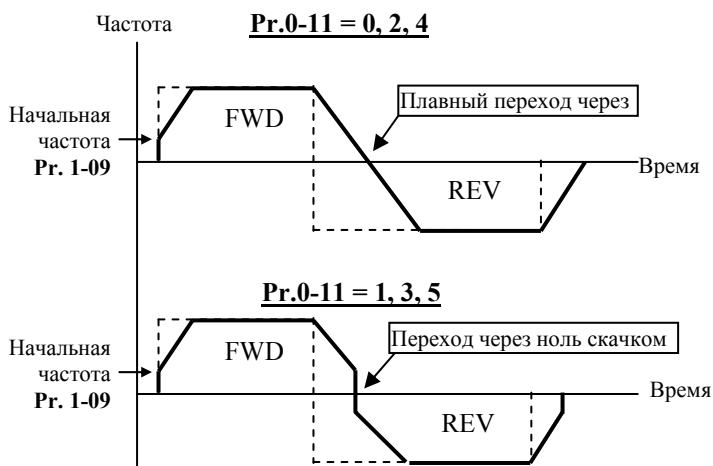 Частота
Pr.0-11 = 0, 2, 4
Плавный переход через
Начальная
частота
Pr. 1-09
FWD
Время
REV
Pr.0-11 = 1, 3, 5
Переход через ноль скачком
Начальная
частота
Pr. 1-09
FWD
Время
REV